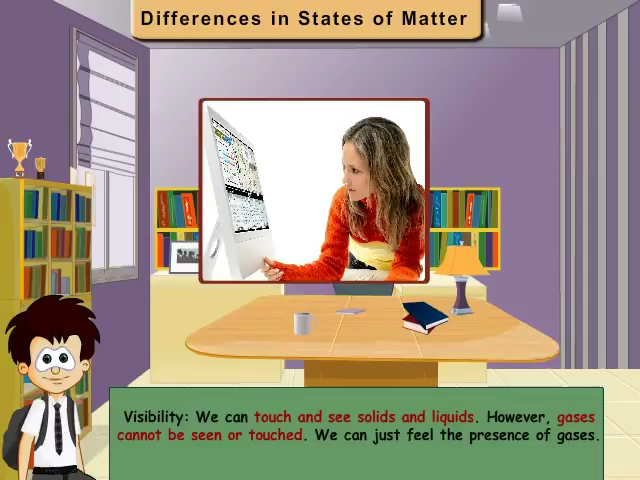 Differences in States of Matter
Visibility: We can touch and see solids and liquids. However, gases
cannot be seen or touched. We can just feel the presence of gases.